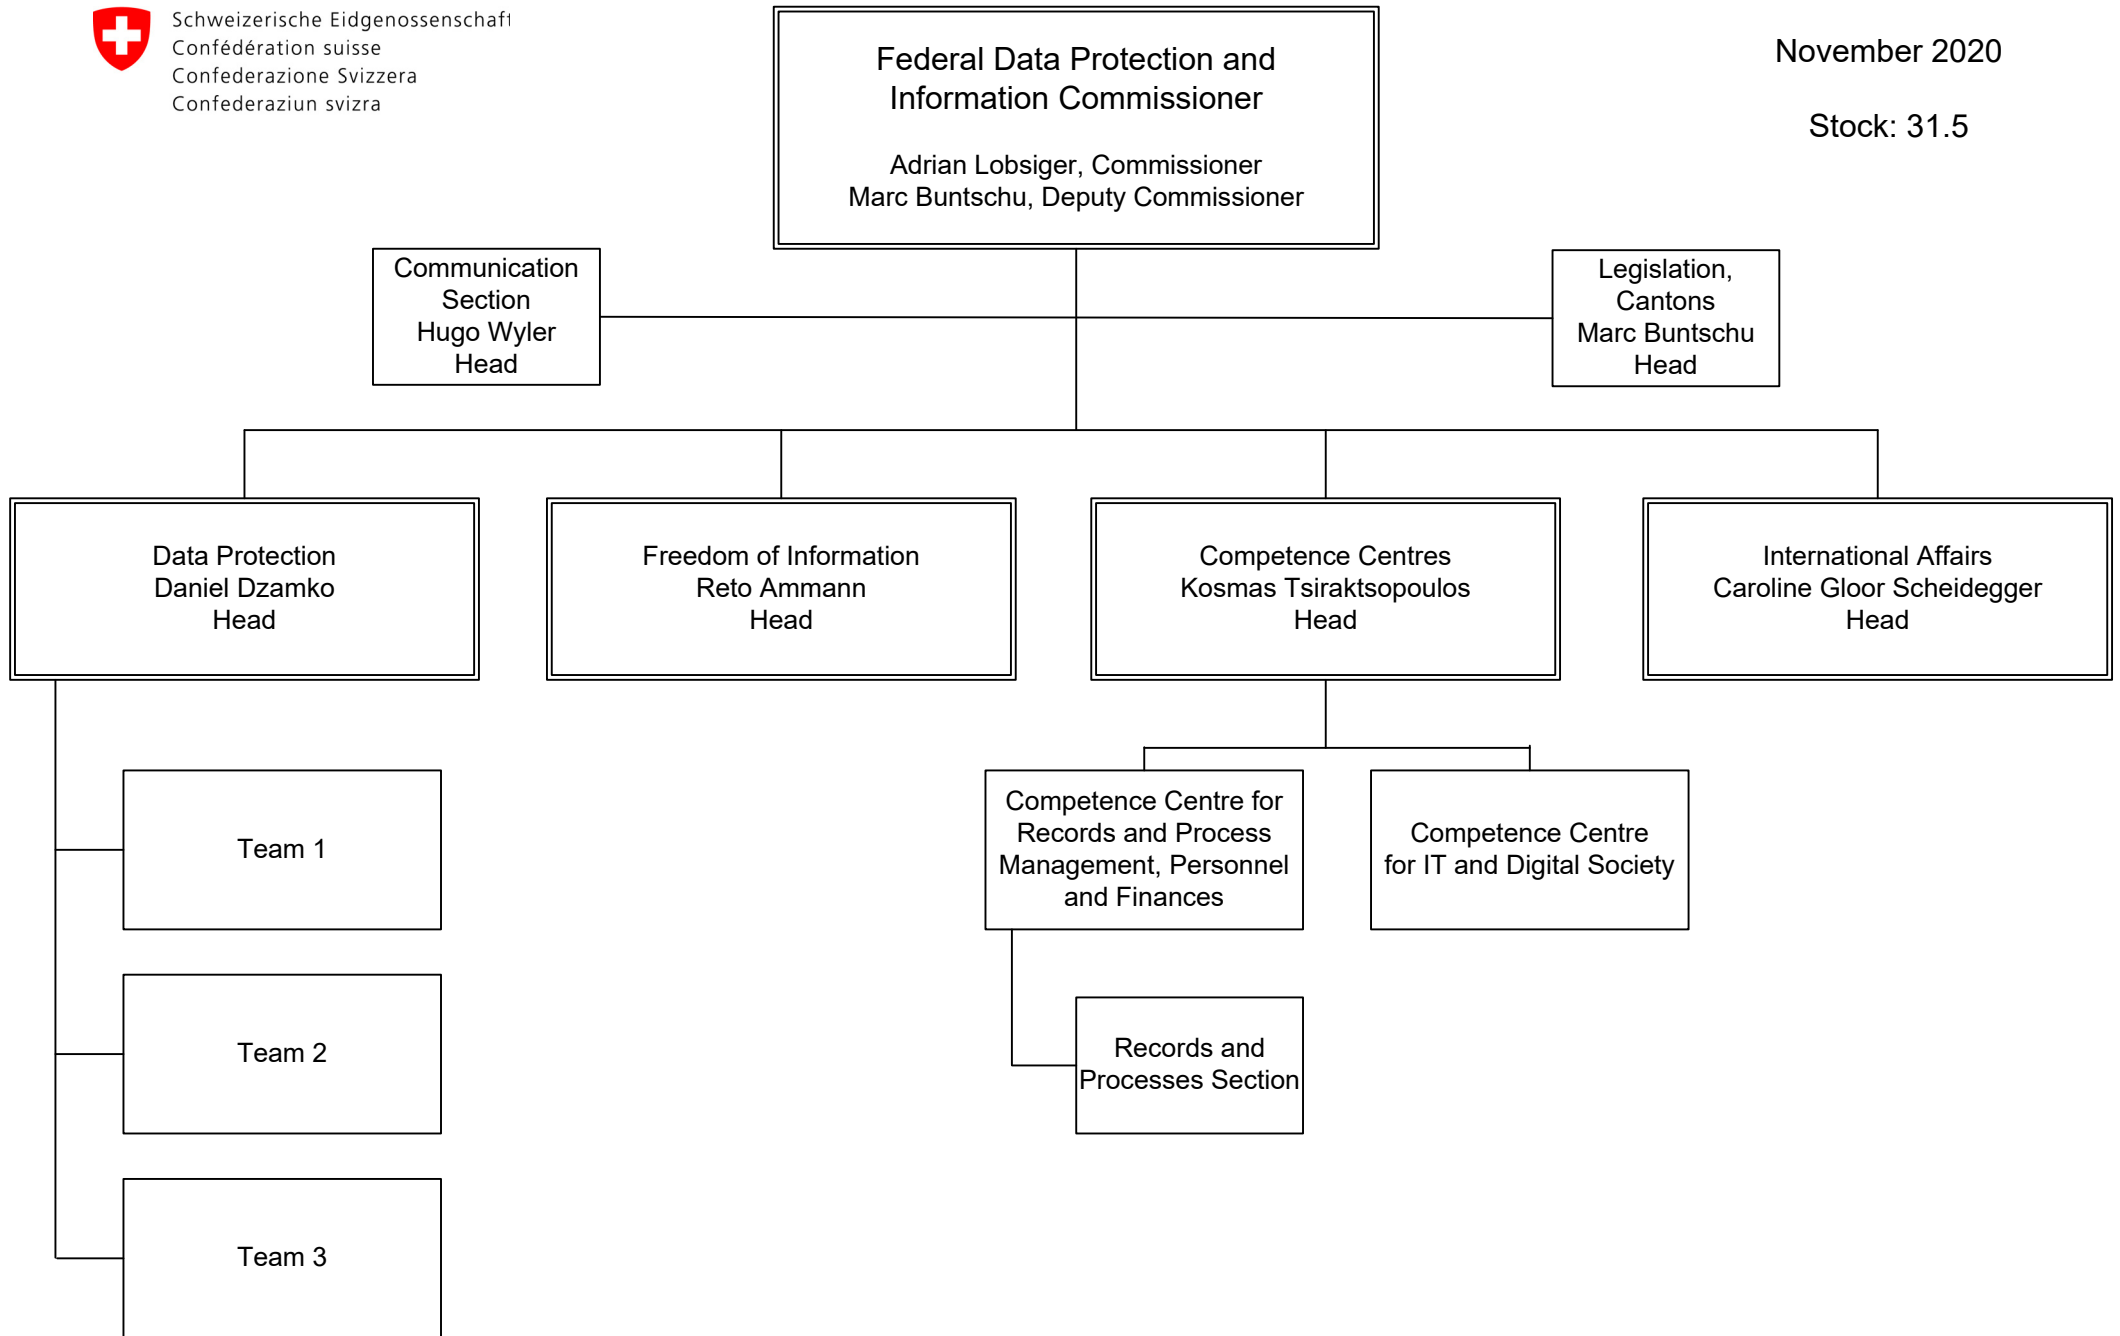 Schweizerische Eidgenossenschaft
Confédération suisse
Confederazione Svizzera
Confederaziun svizra
Federal Data Protection and
Information Commissioner
Adrian Lobsiger, Commissioner
Marc Buntschu, Deputy Commissioner
November 2020
Stock: 31.5
Communication
Section
Hugo Wyler
Head
Legislation,
Cantons
Marc Buntschu
Head
Data Protection
Daniel Dzamko
Head
Freedom of Information
Reto Ammann
Head
Competence Centres
Kosmas Tsiraktsopoulos
Head
International Affairs
Caroline Gloor Scheidegger
Head
Team 1
Team 2
Team 3
Competence Centre for
Records and Process
Management, Personnel
and Finances
Competence Centre
for IT and Digital Society
Records and
Processes Section